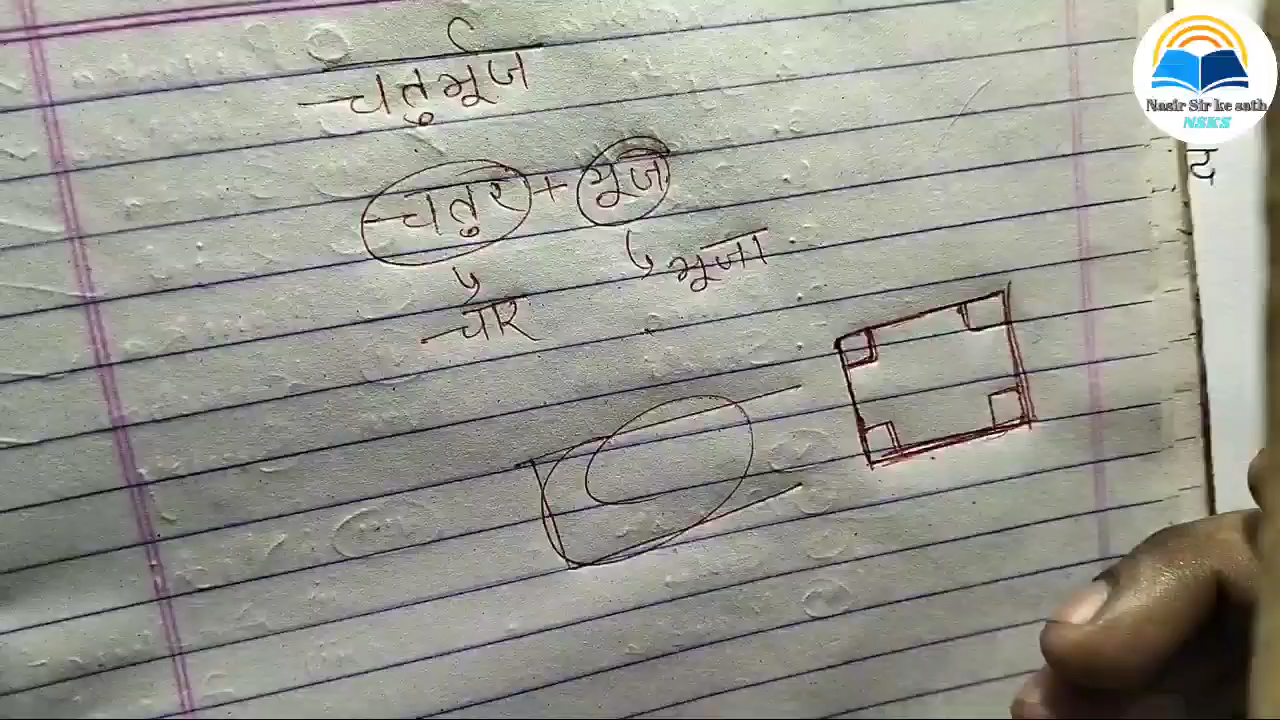 चतुर्भूज
चतुर + भूज
भूजा
चार
Nasir Sir ke sath
NSKS
द